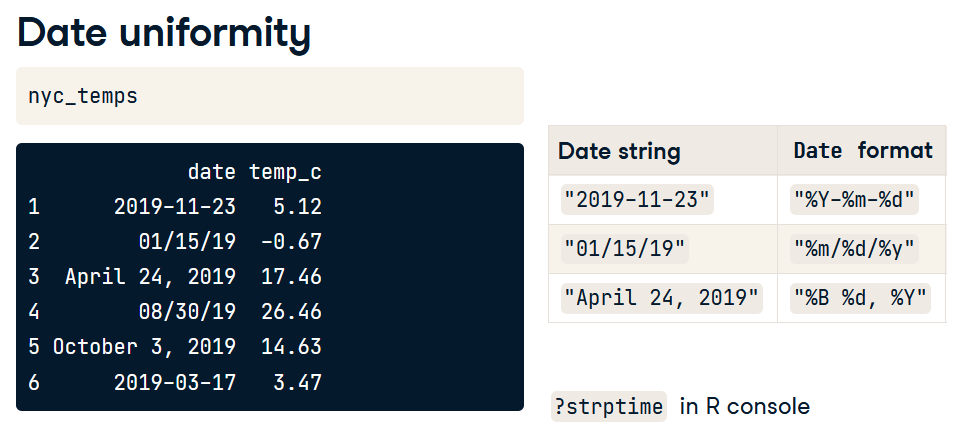 Date uniformity
nyc_temps
date temp_c
1 2019-11-23 5.12
2 01/15/19 -0.67
3 April 24, 2019 17.46
4 08/30/19 26.46
5 October 3, 2019 14.63
6 2019-03-17 3.47
Date string Date format
"2019-11-23" "%Y-%m-%d"
"01/15/19" "%m/%d/%y"
"April 24, 2019" "%B %d, %Y"
?strptime in R console